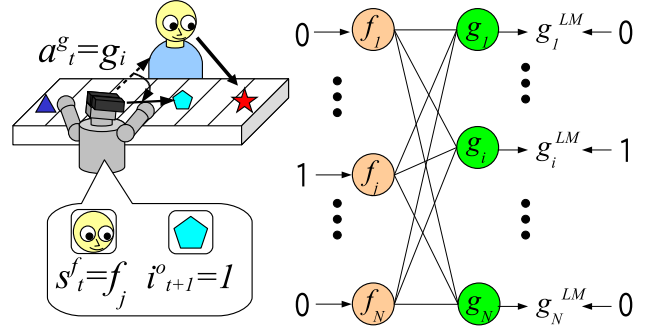 a^g_t=g_i
s^f_t=f_j i^o_{t+1}=1
0 f_1 g_1 g_1^{LM} 0
1 f_j g_i g_i^{LM} 1
0 f_N g_N g_N^{LM} 0